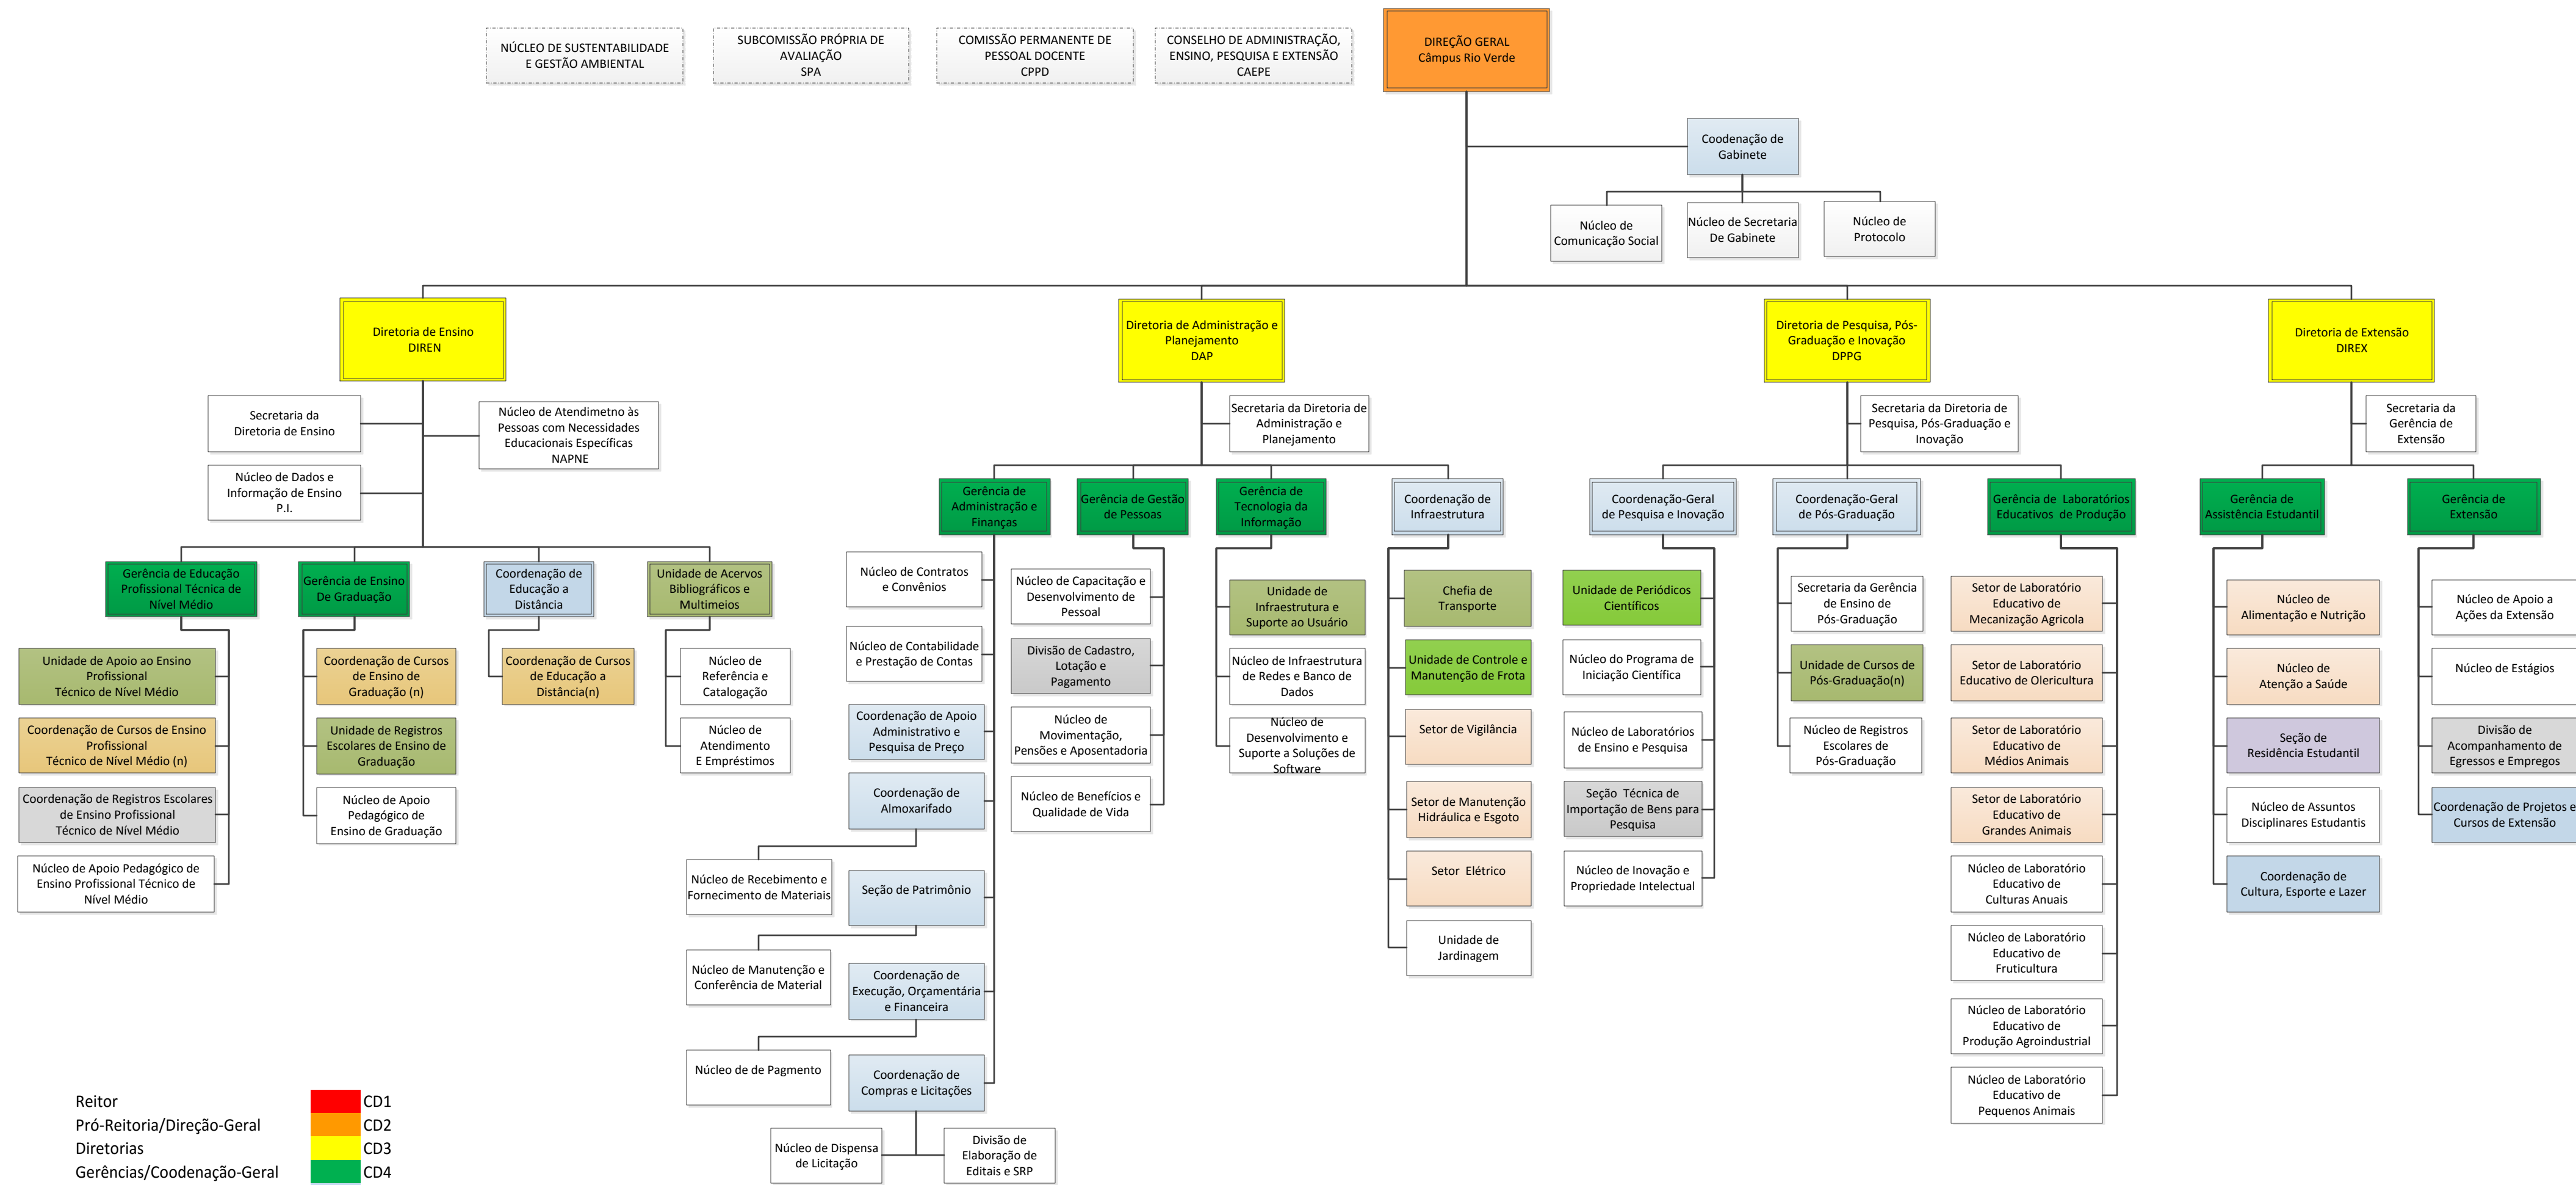 NÚCLEO DE SUSTENTABILIDADE
E GESTÃO AMBIENTAL
SUBCOMISSÃO PRÓPRIA DE
AVALIAÇÃO
SPA
COMISSÃO PERMANENTE DE
PESSOAL DOCENTE
CPPD
CONSELHO DE ADMINISTRAÇÃO,
ENSINO, PESQUISA E EXTENSÃO
CAEPE
DIREÇÃO GERAL
Câmpus Rio Verde
Coodenação de
Gabinete
Núcleo de
Comunicação Social
Núcleo de Secretaria
De Gabinete
Núcleo de
Protocolo
Diretoria de Ensino
DIREN
Diretoria de Administração e
Planejamento
DAP
Diretoria de Pesquisa, Pós-
Graduação e Inovação
DPPG
Diretoria de Extensão
DIREX
Secretaria da
Diretoria de Ensino
Núcleo de Atendimetno às
Pessoas com Necessidades
Educacionais Específicas
NAPNE
Núcleo de Dados e
Informação de Ensino
P.I.
Secretaria da Diretoria de
Administração e
Planejamento
Secretaria da Diretoria de
Pesquisa, Pós-Graduação e
Inovação
Secretaria da
Gerência de
Extensão
Gerência de Educação
Profissional Técnica de
Nível Médio
Gerência de Ensino
De Graduação
Coordenação de
Educação a
Distância
Unidade de Acervos
Bibliográficos e
Multimeios
Unidade de Apoio ao Ensino
Profissional
Técnico de Nível Médio
Coordenação de Cursos de Ensino
Profissional
Técnico de Nível Médio (n)
Coordenação de Registros Escolares
de Ensino Profissional
Técnico de Nível Médio
Núcleo de Apoio Pedagógico de
Ensino Profissional Técnico de
Nível Médio
Coordenação de Cursos
de Ensino de
Graduação (n)
Unidade de Registros
Escolares de Ensino de
Graduação
Núcleo de Apoio
Pedagógico de
Ensino de Graduação
Coordenação de Cursos
de Educação a
Distância(n)
Núcleo de
Referência e
Catalogação
Núcleo de
Atendimento
E Empréstimos
Gerência de
Administração e
Finanças
Gerência de Gestão
de Pessoas
Gerência de
Tecnologia da
Informação
Coordenação de
Infraestrutura
Núcleo de Contratos
e Convênios
Núcleo de Contabilidade
e Prestação de Contas
Coordenação de Apoio
Administrativo e
Pesquisa de Preço
Coordenação de
Almoxarifado
Núcleo de Recebimento e
Fornecimento de Materiais
Seção de Patrimônio
Núcleo de Manutenção e
Conferência de Material
Coordenação de
Execução, Orçamentária
e Financeira
Núcleo de de Pagmento
Coordenação de
Compras e Licitações
Núcleo de Dispensa
de Licitação
Divisão de
Elaboração de
Editais e SRP
Núcleo de Capacitação e
Desenvolvimento de
Pessoal
Divisão de Cadastro,
Lotação e
Pagamento
Núcleo de
Movimentação,
Pensões e Aposentadoria
Núcleo de Benefícios e
Qualidade de Vida
Unidade de
Infraestrutura e
Suporte ao Usuário
Núcleo de Infraestrutura
de Redes e Banco de
Dados
Núcleo de
Desenvolvimento e
Suporte a Soluções de
Software
Chefia de
Transporte
Unidade de Controle e
Manutenção de Frota
Setor de Vigilância
Setor de Manutenção
Hidráulica e Esgoto
Setor Elétrico
Unidade de
Jardinagem
Coordenação-Geral
de Pesquisa e Inovação
Coordenação-Geral
de Pós-Graduação
Gerência de Laboratórios
Educativos de Produção
Unidade de Periódicos
Científicos
Núcleo do Programa de
Iniciação Científica
Núcleo de Laboratórios
de Ensino e Pesquisa
Seção Técnica de
Importação de Bens para
Pesquisa
Núcleo de Inovação e
Propriedade Intelectual
Secretaria da Gerência
de Ensino de
Pós-Graduação
Unidade de Cursos de
Pós-Graduação(n)
Núcleo de Registros
Escolares de
Pós-Graduação
Setor de Laboratório
Educativo de
Mecanização Agricola
Setor de Laboratório
Educativo de Olericultura
Setor de Laboratório
Educativo de
Médios Animais
Setor de Laboratório
Educativo de
Grandes Animais
Núcleo de Laboratório
Educativo de
Culturas Anuais
Núcleo de Laboratório
Educativo de
Fruticultura
Núcleo de Laboratório
Educativo de
Produção Agroindustrial
Núcleo de Laboratório
Educativo de
Pequenos Animais
Gerência de
Assistência Estudantil
Gerência de
Extensão
Núcleo de
Alimentação e Nutrição
Núcleo de
Atenção a Saúde
Seção de
Residência Estudantil
Núcleo de Assuntos
Disciplinares Estudantis
Coordenação de
Cultura, Esporte e Lazer
Núcleo de Apoio a
Ações da Extensão
Núcleo de Estágios
Divisão de
Acompanhamento de
Egressos e Empregos
Coordenação de Projetos e
Cursos de Extensão
Reitor CD1
Pró-Reitoria/Direção-Geral CD2
Diretorias CD3
Gerências/Coodenação-Geral CD4